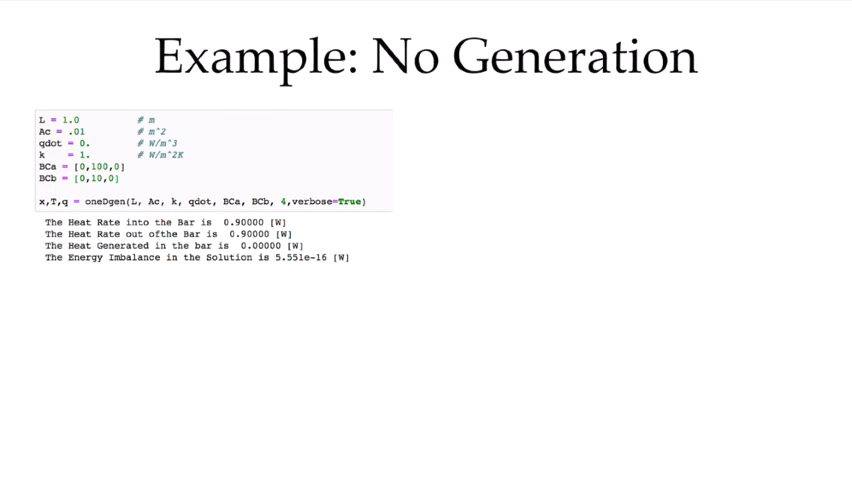 Example: No Generation
L = 1.0 # m
Ac = .01 # m^2
qdot = 0. # W/m^3
k = 1. # W/m^2K
BCa = [0,100,0]
BCb = [0,10,0]
x,T,q = oneDgen(L, Ac, k, qdot, BCa, BCb, 4,verbose=True)
The Heat Rate into the Bar is 0.90000 [W]
The Heat Rate out ofthe Bar is 0.90000 [W]
The Heat Generated in the bar is 0.00000 [W]
The Energy Imbalance in the Solution is 5.551e-16 [W]